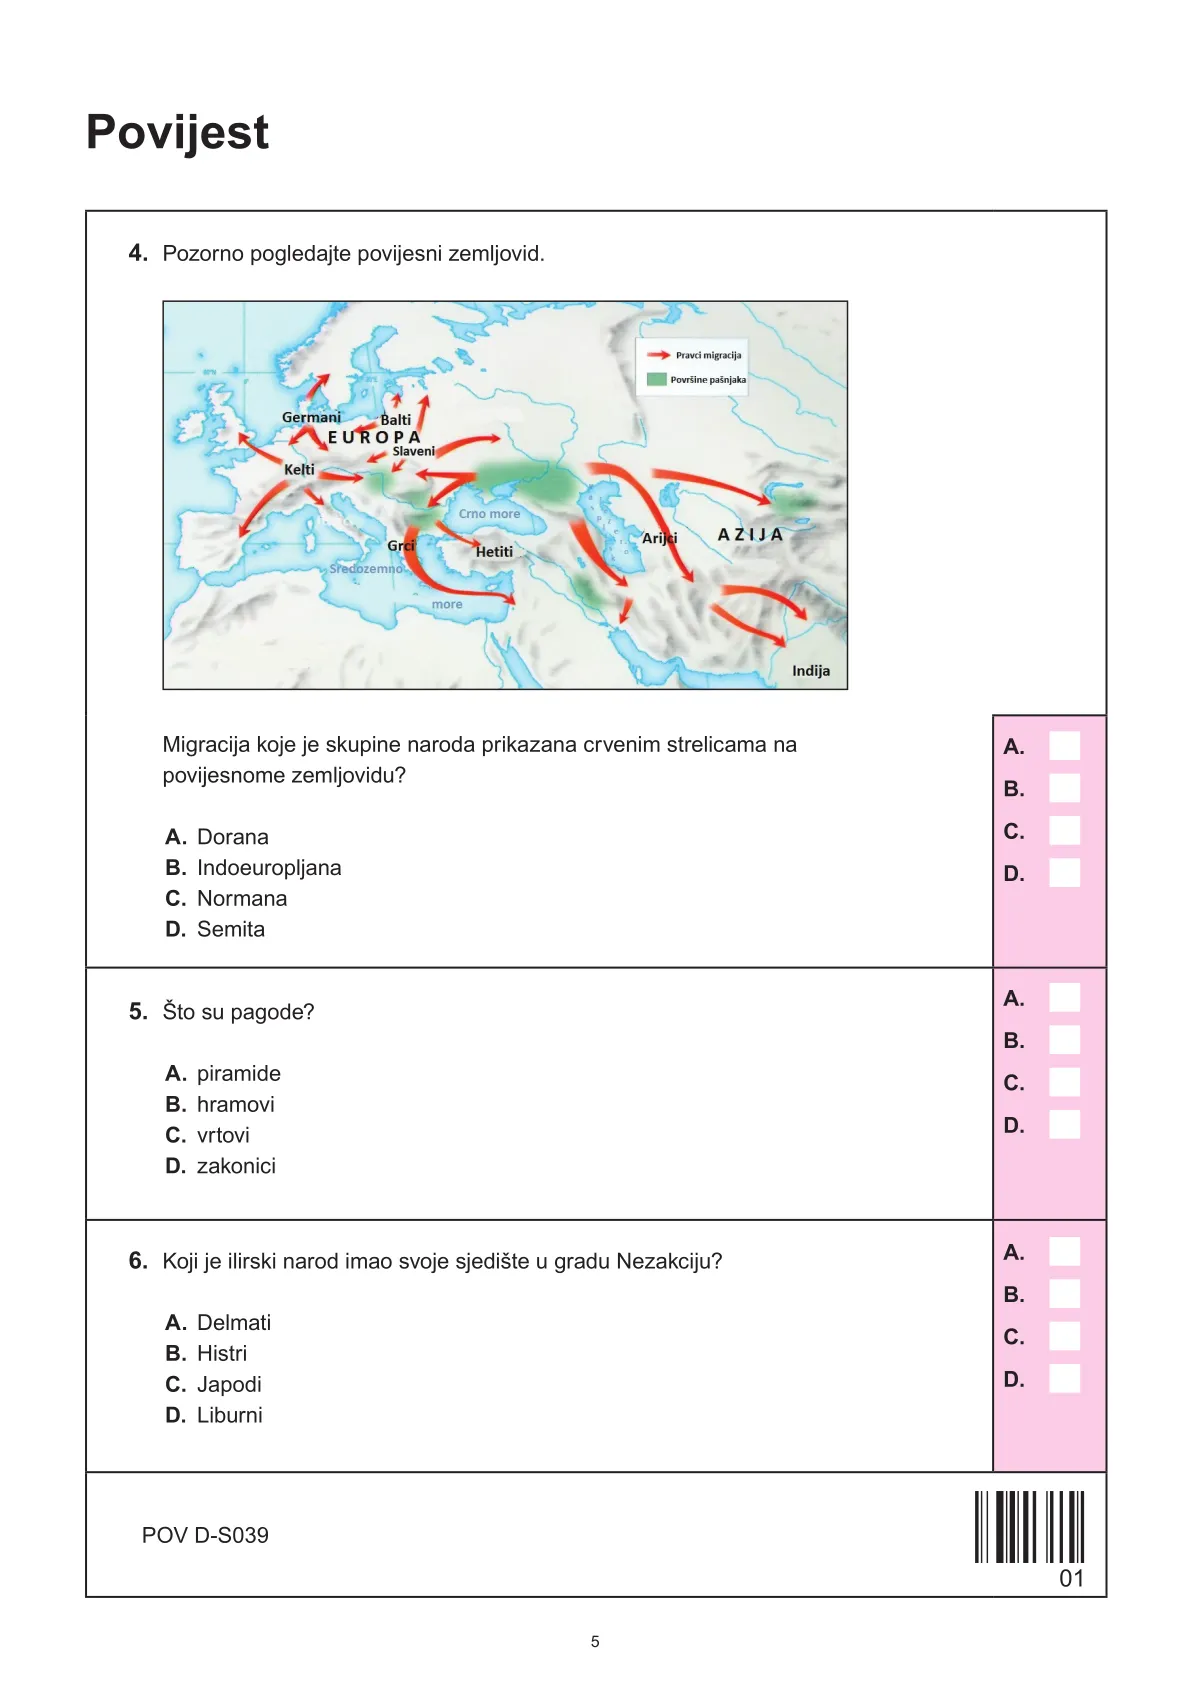 Povijest
4. Pozorno pogledajte povijesni zemljovid.
Pravci migracija
Površine pašnjaka
Germani
Balti
EUROPA
Slaveni
Kelti
Crno more
Grci
Hetiti
Arijci
AZIJA
Sredozemno
more
Indija
Migracija koje je skupine naroda prikazana crvenim strelicama na
povijesnome zemljovidu?
A. Dorana
B. Indoeuropljana
C. Normana
D. Semita
A.
B.
C.
D.
5. Što su pagode?
A. piramide
B. hramovi
C. vrtovi
D. zakonici
A.
B.
C.
D.
6. Koji je ilirski narod imao svoje sjedište u gradu Nezakciju?
A. Delmati
B. Histri
C. Japodi
D. Liburni
A.
B.
C.
D.
POV D-S039
01
5